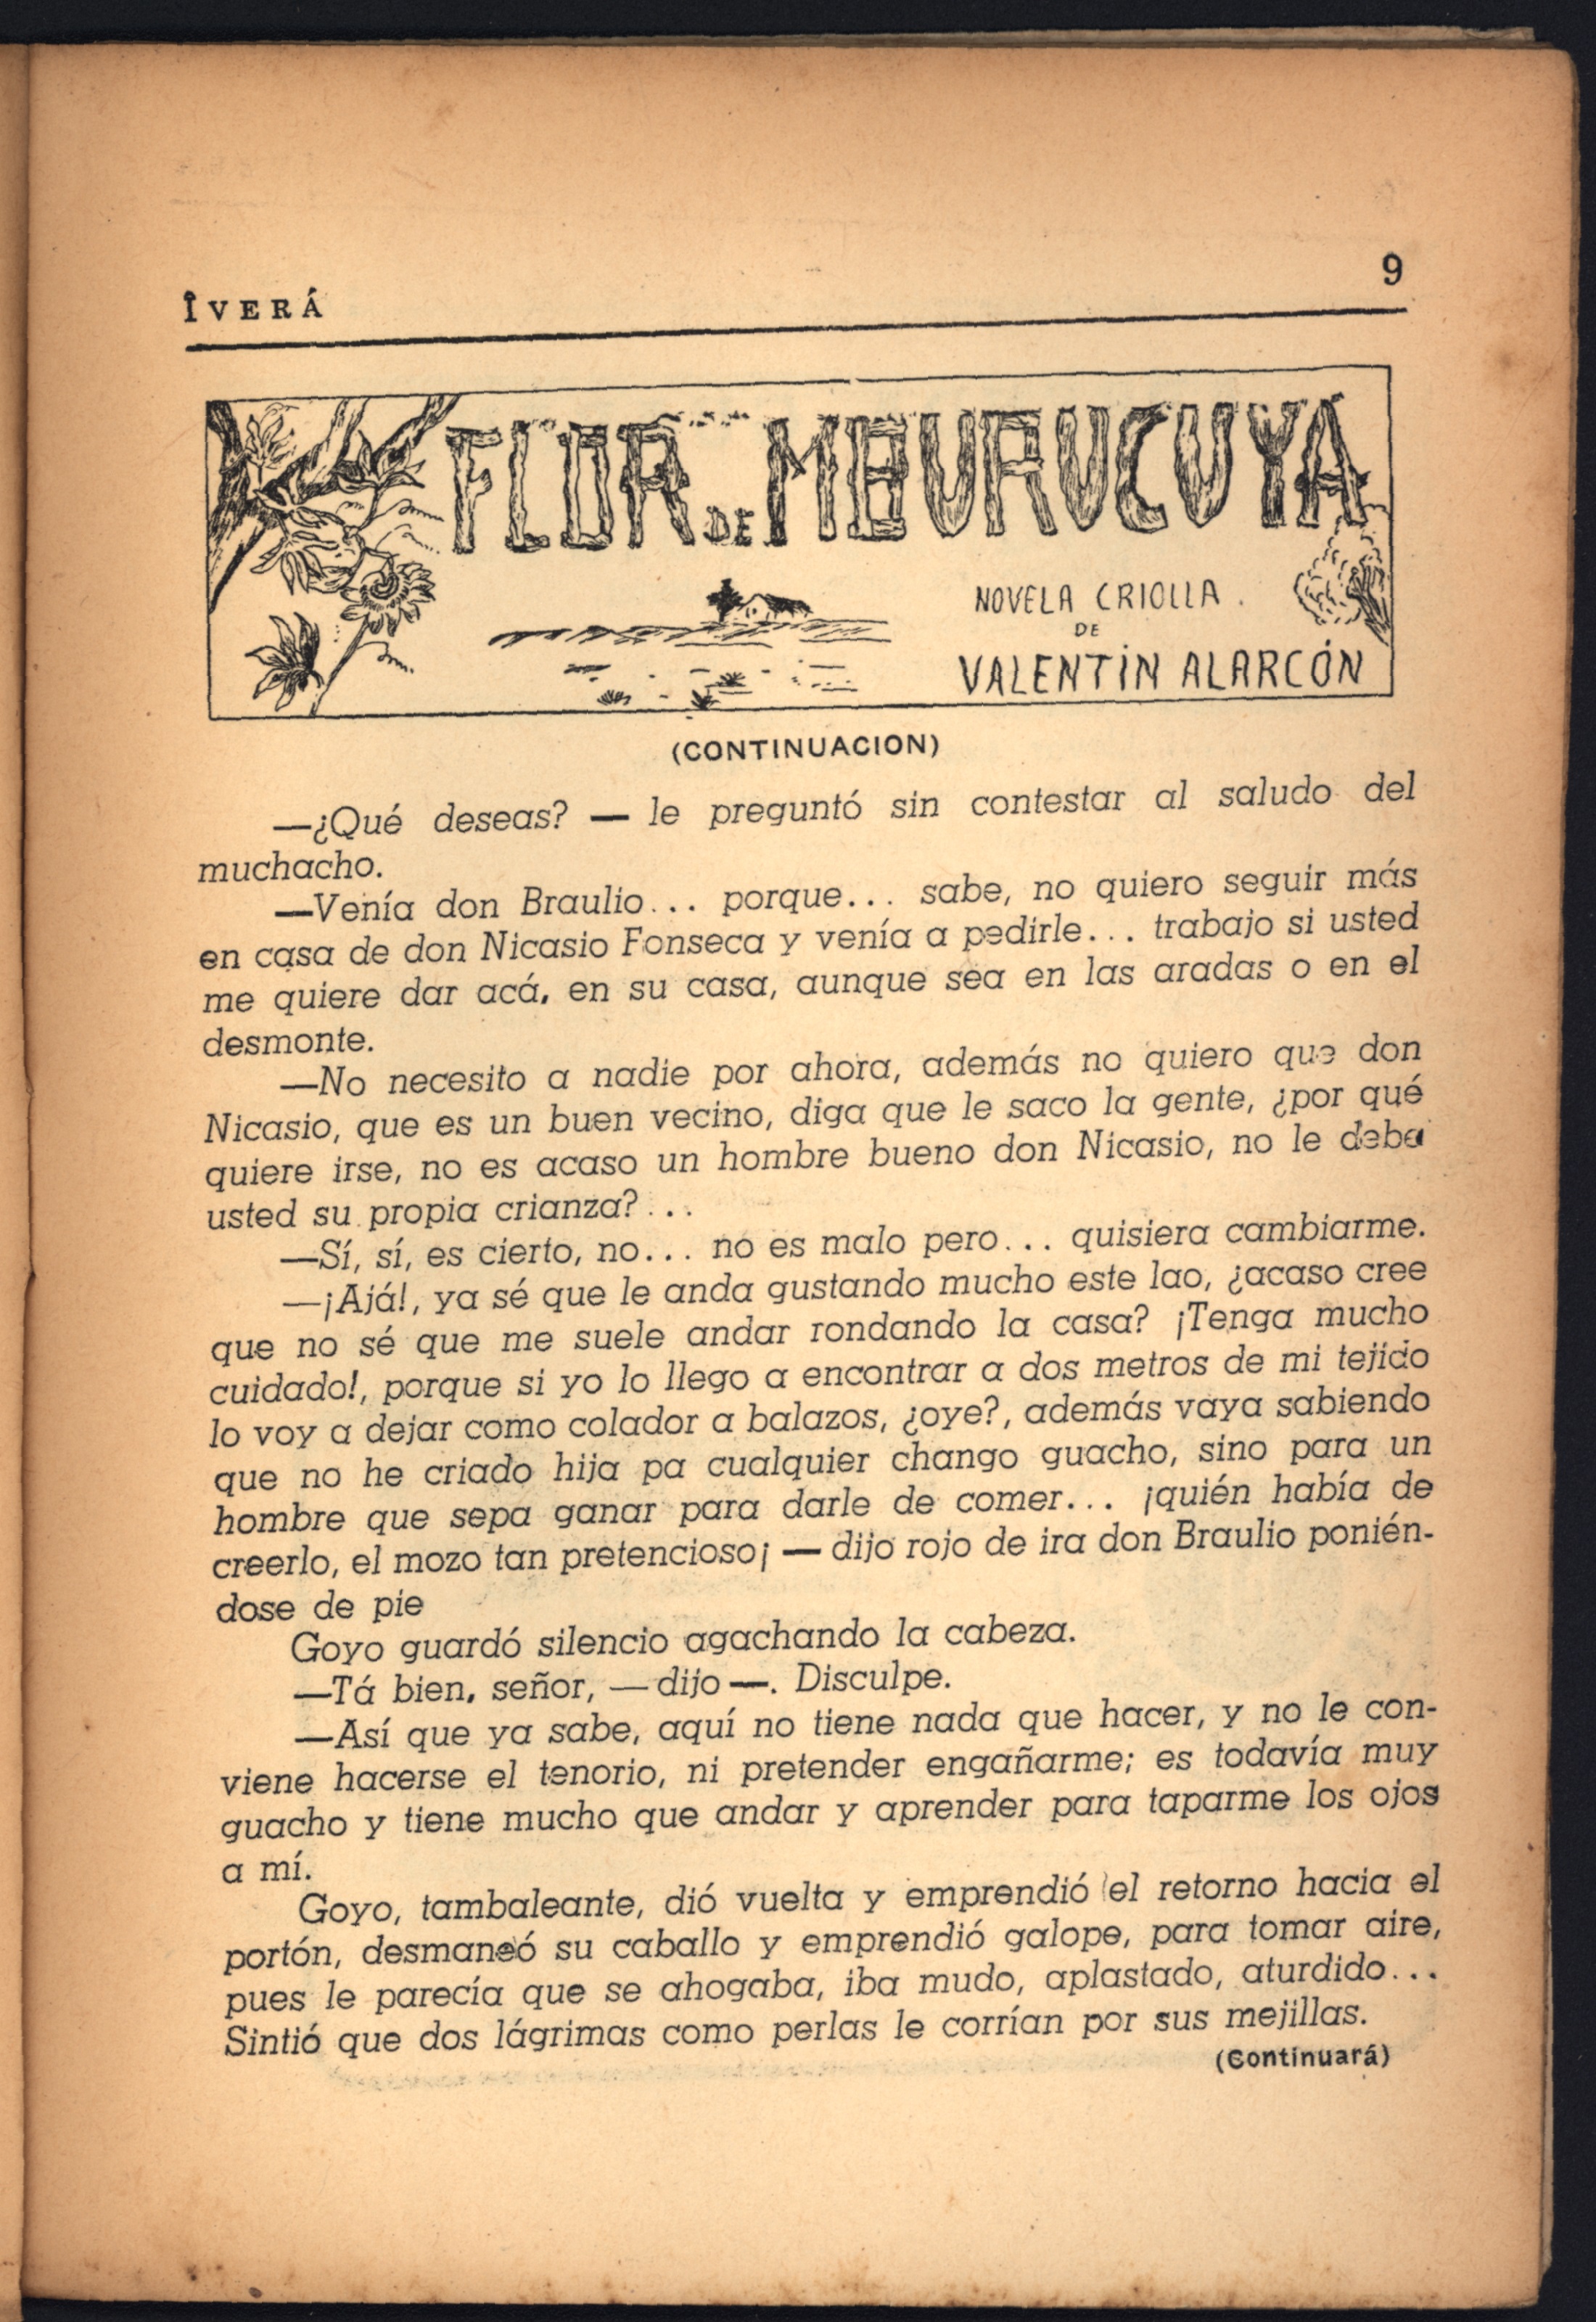 9
ÎVERÁ
FLOR DE MBURUCUYA
NOVELA CRIOLLA.
DE
VALENTÍN ALARCÓN
(CONTINUACION)
—¿Qué deseas? — le preguntó sin contestar al saludo del
muchacho.
—Venía don Braulio... porque... sabe, no quiero seguir más
en casa de don Nicasio Fonseca y venía a pedirle... trabajo si usted
me quiere dar acá, en su casa, aunque sea en las aradas o en el
desmonte.
—No necesito a nadie por ahora, además no quiero que don
Nicasio, que es un buen vecino, diga que le saco la gente, ¿por qué
quiere irse, no es acaso un hombre bueno don Nicasio, no le debe
usted su propia crianza?...
—Sí, sí, es cierto, no... no es malo pero... quisiera cambiarme.
—¡Ajá!, ya sé que le anda gustando mucho este lao, ¿acaso cree
que no sé que me suele andar rondando la casa? ¡Tenga mucho
cuidado!, porque si yo lo llego a encontrar a dos metros de mi tejido
lo voy a dejar como colador a balazos, ¿oye?, además vaya sabiendo
que no he criado hija pa cualquier chango guacho, sino para un
hombre que sepa ganar para darle de comer... ¡quién había de
creerlo, el mozo tan pretencioso¡ — dijo rojo de ira don Braulio ponién-
dose de pie
Goyo guardó silencio agachando la cabeza.
—Tá bien, señor, — dijo —. Disculpe.
—Así que ya sabe, aquí no tiene nada que hacer, y no le con-
viene hacerse el tenorio, ni pretender engañarme; es todavía muy
guacho y tiene mucho que andar y aprender para taparme los ojos
a mí.
Goyo, tambaleante, dió vuelta y emprendió el retorno hacia el
portón, desmaneó su caballo y emprendió galope, para tomar aire,
pues le parecía que se ahogaba, iba mudo, aplastado, aturdido...
Sintió que dos lágrimas como perlas le corrían por sus mejillas.
(Continuará)